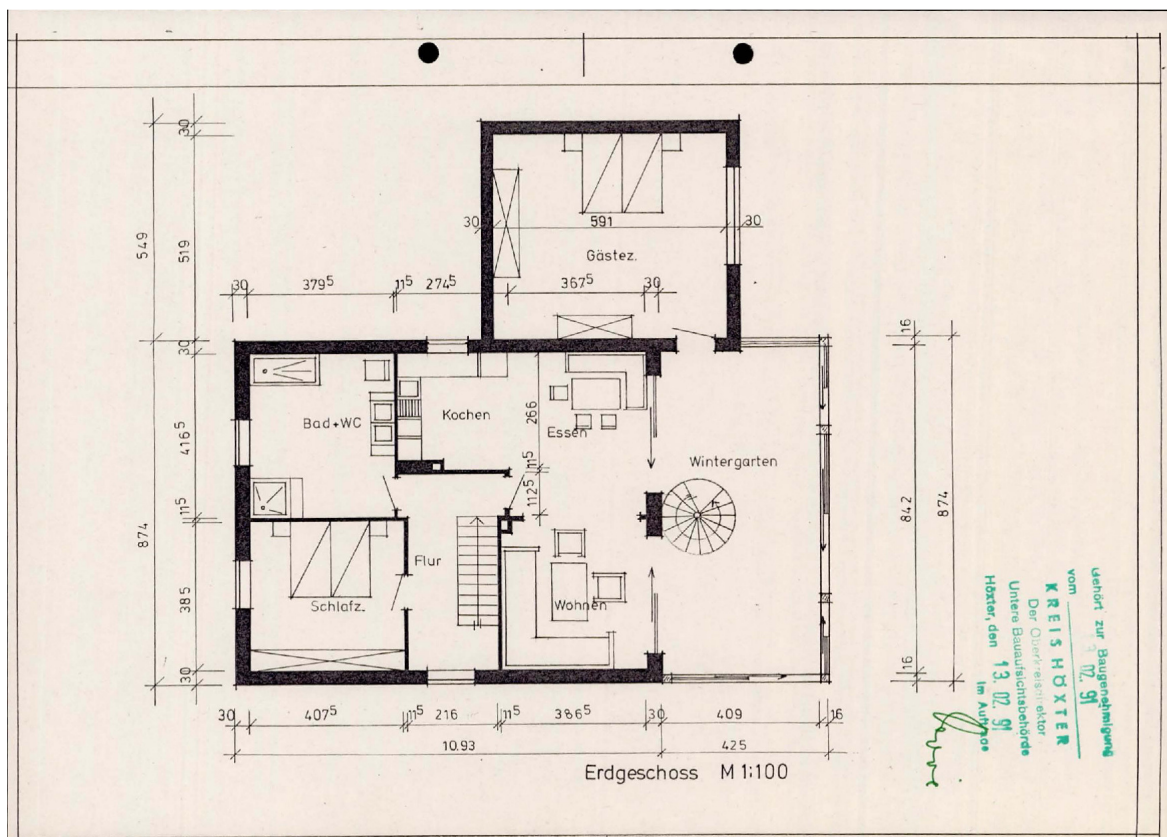 30
549
519
30
591
30
Gästez.
30
379⁵
11⁵
274⁵
367⁵
30
30
416⁵
11⁵
874
385
30
Bad+WC
Kochen
266
Essen
11⁵
112⁵
Wintergarten
Flur
Schlafz.
Wohnen
16
842
874
16
30
407⁵
11⁵
216
11⁵
386⁵
30
409
16
10.93
425
Erdgeschoss M 1:100
Gehört zur Baugenehmigung
vom 02. 91
KREIS HÖXTER
Der Oberkreisdirektor
Untere Bauaufsichtsbehörde
Höxter, den 13. 02. 91
Im Auftrage